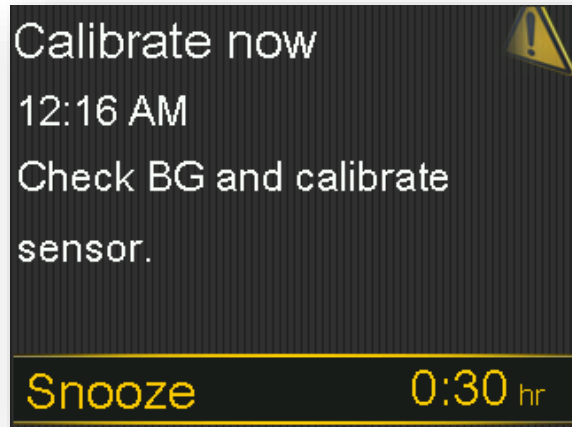 Calibrate now
12:16 AM
Check BG and calibrate
sensor.
Snooze 0:30 hr